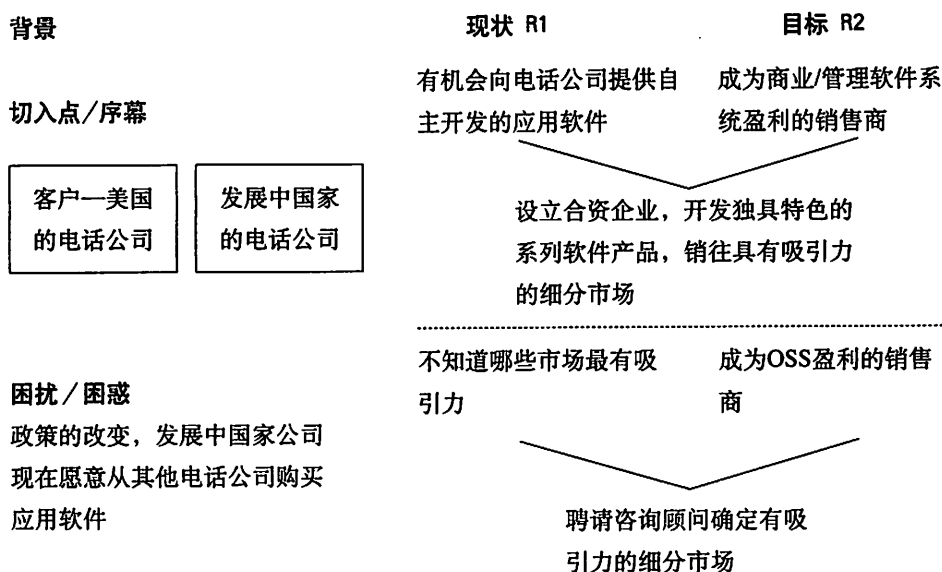 背景
切入点／序幕
客户—美国
的电话公司
发展中国家
的电话公司
困扰／困惑
政策的改变，发展中国家公司
现在愿意从其他电话公司购买
应用软件
现状 R1
目标 R2
有机会向电话公司提供自
主开发的应用软件
成为商业/管理软件系
统盈利的销售商
设立合资企业，开发独具特色的
系列软件产品，销往具有吸引力
的细分市场
不知道哪些市场最有吸
引力
成为OSS盈利的销售
商
聘请咨询顾问确定有吸
引力的细分市场